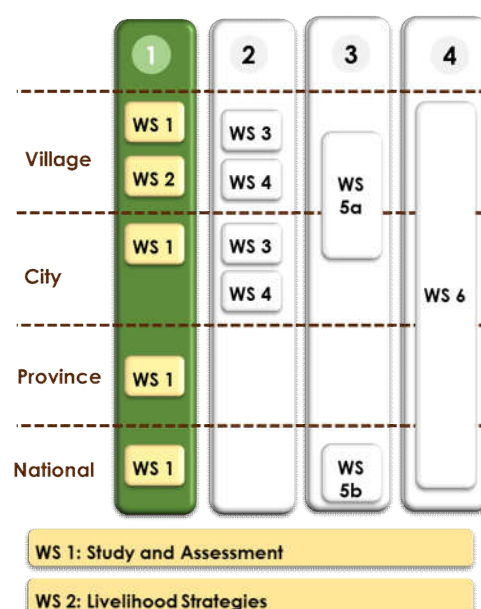 1 2 3 4
Village
WS 1
WS 2
WS 3
WS 4
WS
5a
City
WS 1
WS 3
WS 4
WS 6
Province
WS 1
National
WS 1
WS
5b
WS 1: Study and Assessment
WS 2: Livelihood Strategies